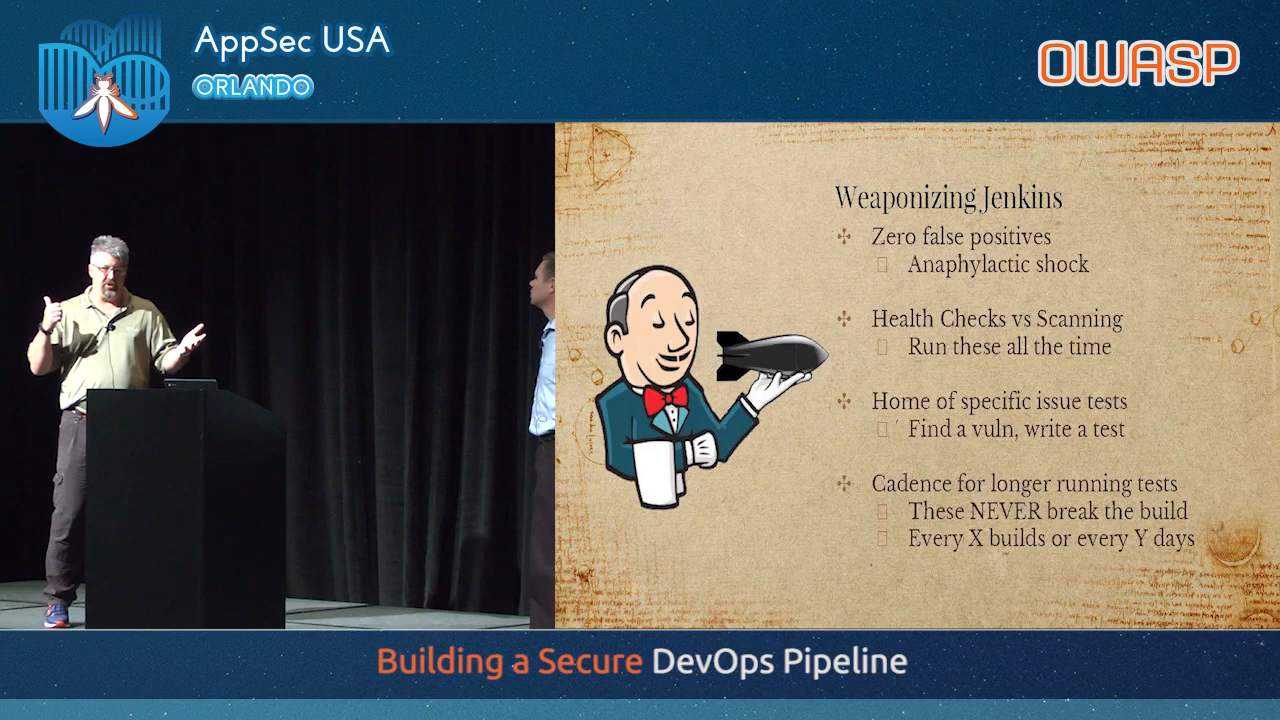 AppSec USA
ORLANDO
OWASP
Weaponizing Jenkins
Zero false positives
Anaphylactic shock
Health Checks vs Scanning
Run these all the time
Home of specific issue tests
Find a vuln, write a test
Cadence for longer running tests
These NEVER break the build
Every X builds or every Y days
Building a Secure DevOps Pipeline